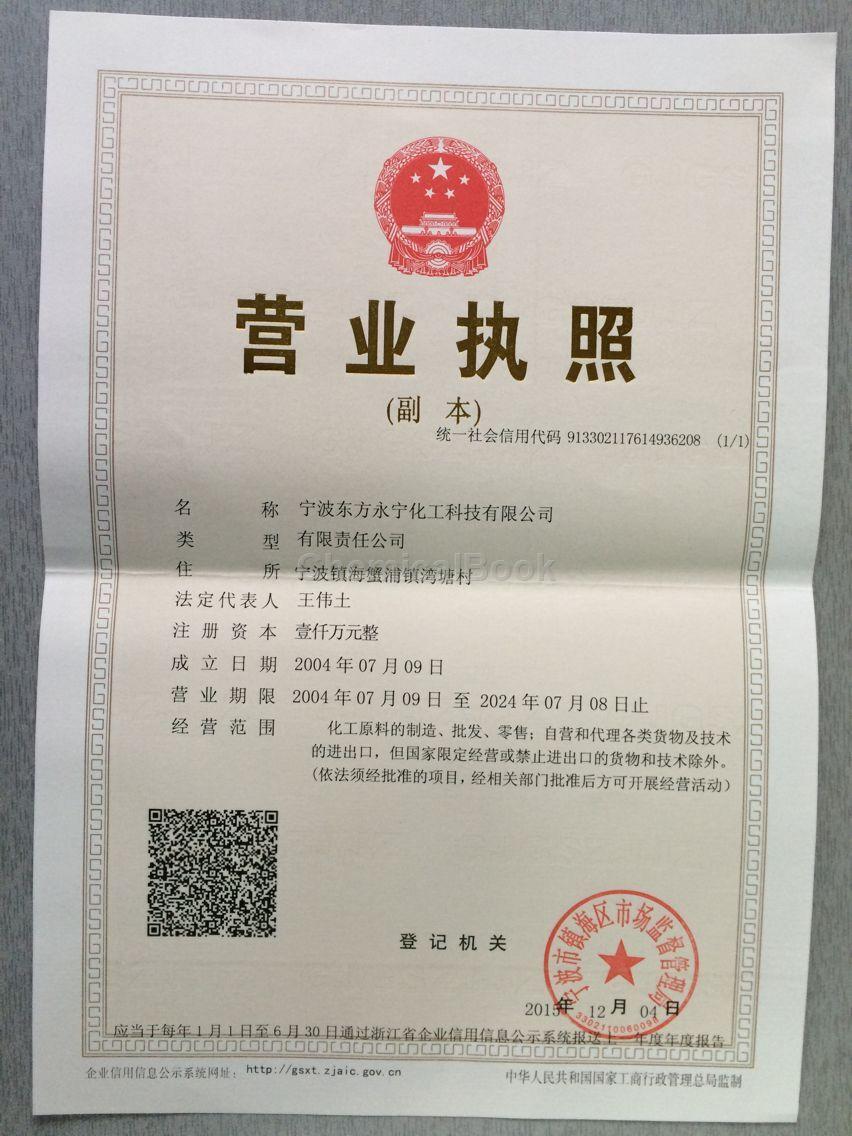 营业执照
(副本)
统一社会信用代码 913302117614936208 (1/1)
名称 宁波东方永宁化工科技有限公司
类型 有限责任公司
ChemicalBook
住所 宁波镇海蟹浦镇湾塘村
法定代表人 王伟土
注册资本 壹仟万元整
成立日期 2004年07月09日
营业期限 2004年07月09日 至 2024年07月08日止
经营范围 化工原料的制造、批发、零售；自营和代理各类货物及技术
的进出口，但国家限定经营或禁止进出口的货物和技术除外。
(依法须经批准的项目，经相关部门批准后方可开展经营活动)
登记机关
宁波市镇海区市场监督管理局
2015年 12月 04日
3302110060098
应当于每年1月1日至6月30日通过浙江省企业信用信息公示系统报送上一年度年度报告
企业信用信息公示系统网址： http://gsxt.zjaic.gov.cn
中华人民共和国国家工商行政管理总局监制